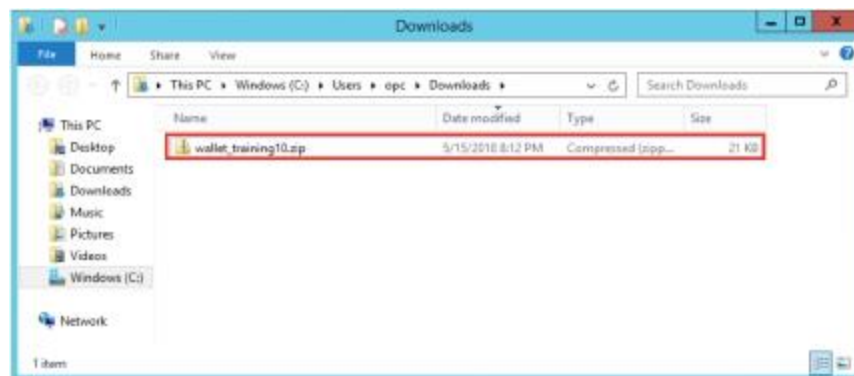 Downloads
File Home Share View
This PC Windows (C:) Users opc Downloads Search Downloads
Name Date modified Type Size
This PC
wallet_training10.zip 5/15/2018 8:12 PM Compressed (zipp... 21 KB
Desktop
Documents
Downloads
Music
Pictures
Videos
Windows (C:)
Network
1 item